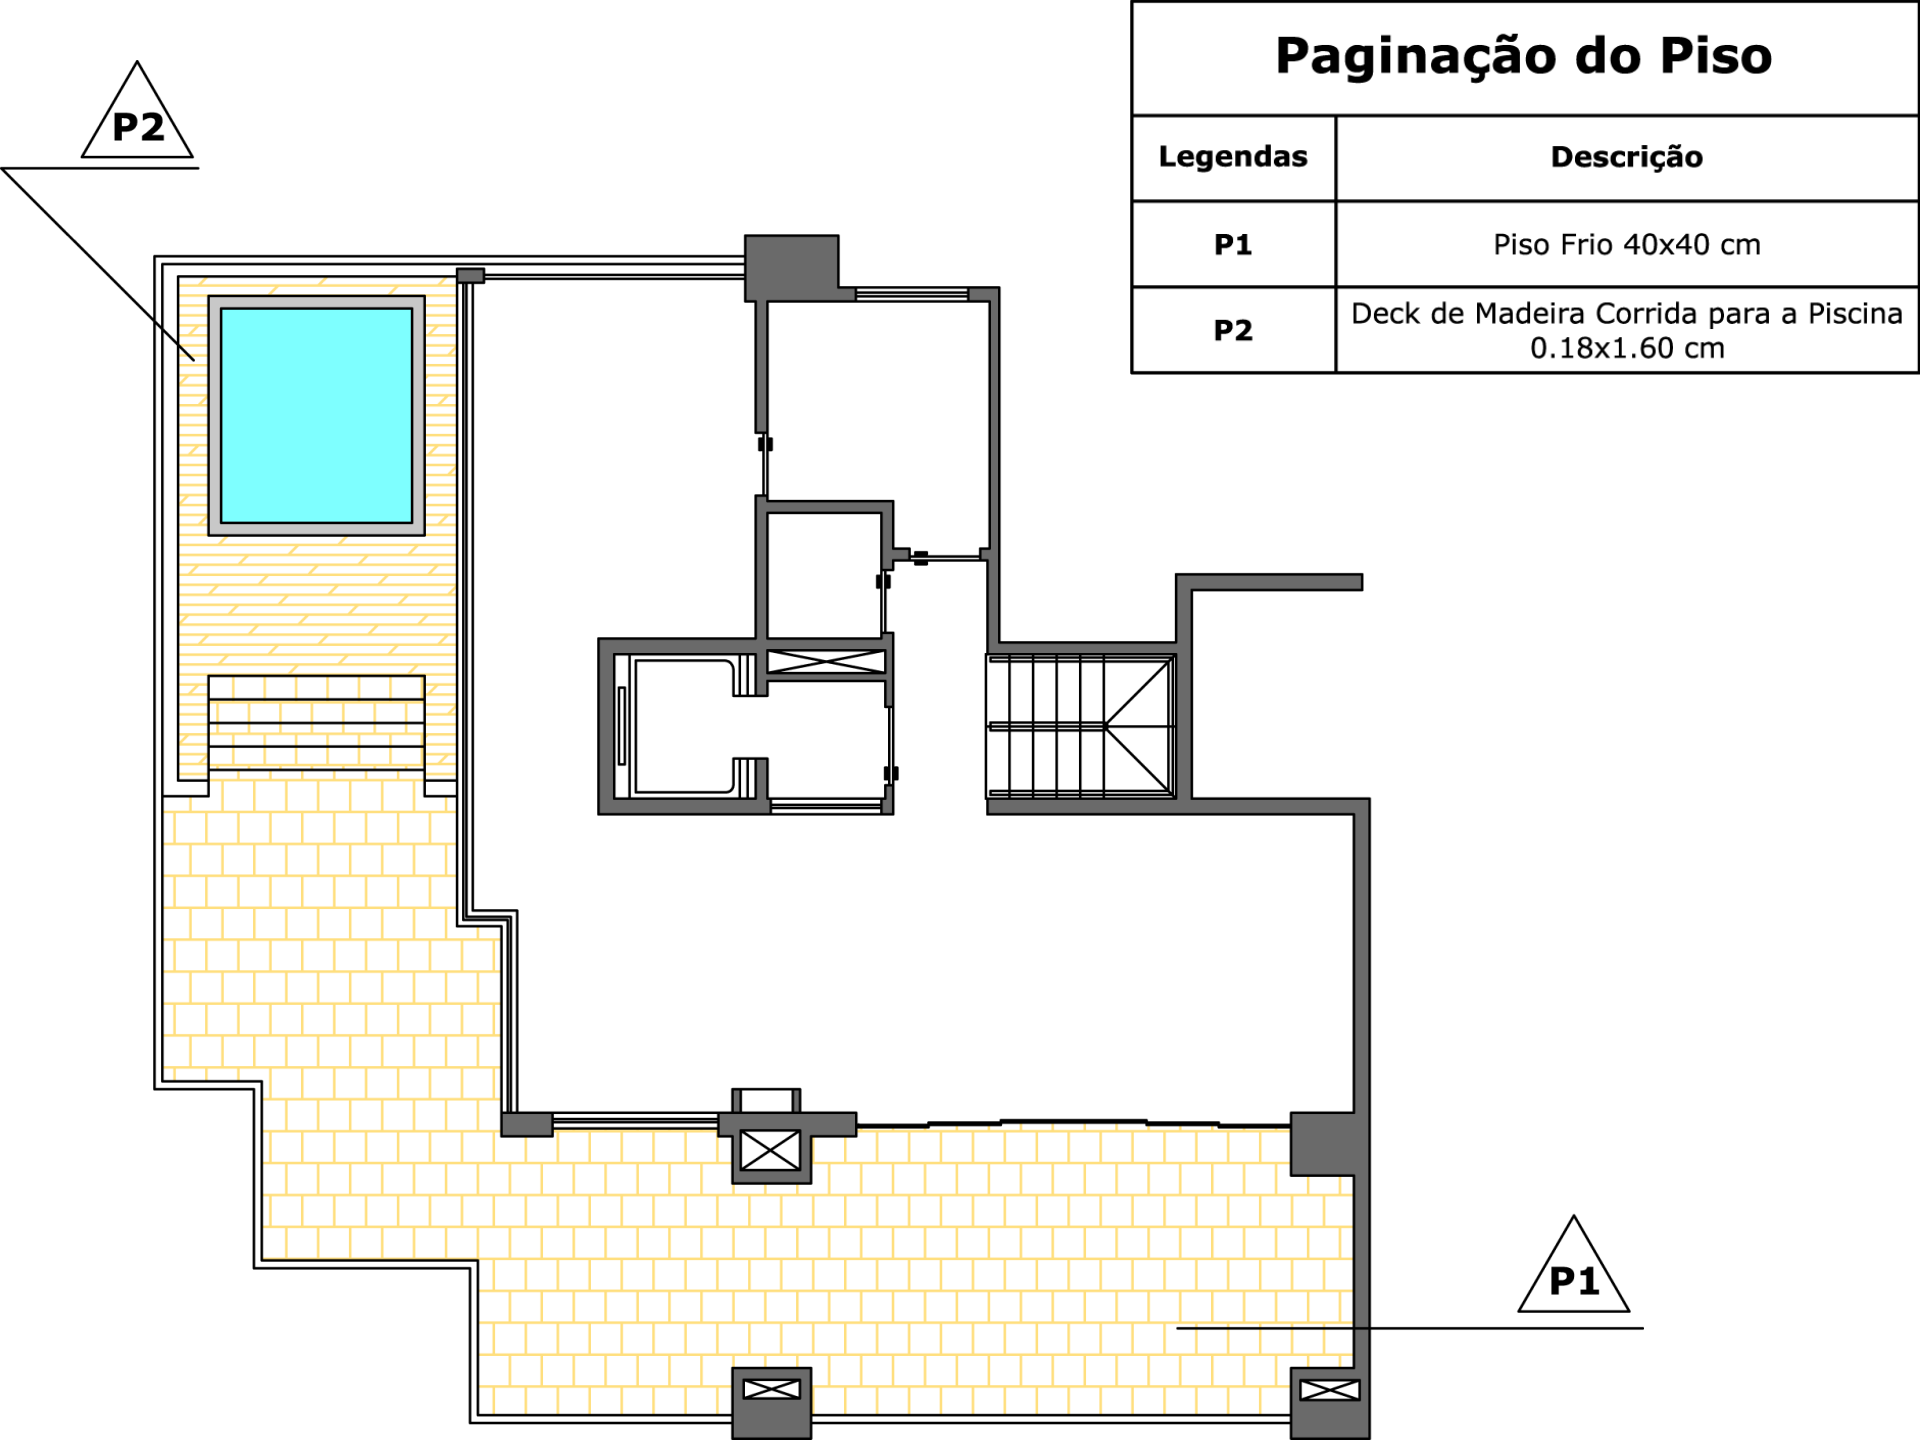 Paginação do Piso
Legendas
Descrição
P1
Piso Frio 40x40 cm
P2
Deck de Madeira Corrida para a Piscina
0.18x1.60 cm
P2
P1